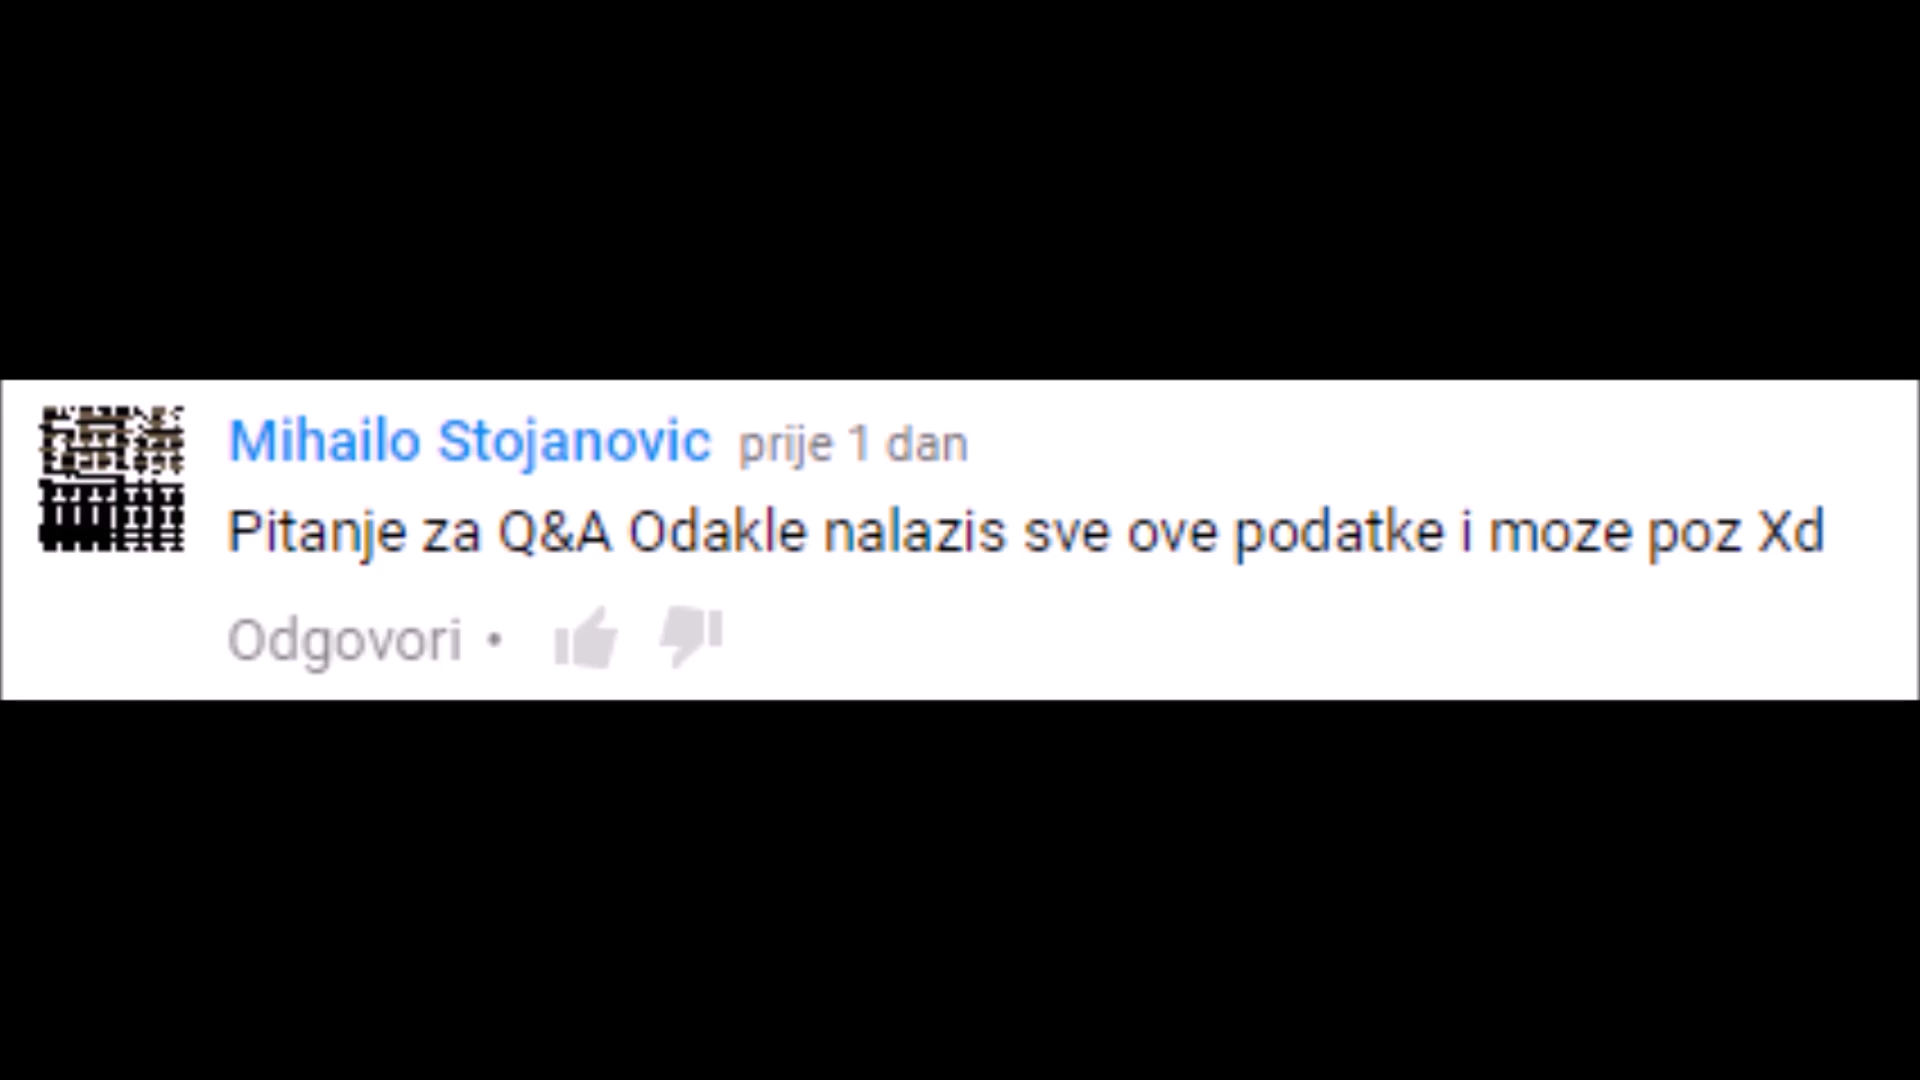 Mihailo Stojanovic prije 1 dan
Pitanje za Q&A Odakle nalazis sve ove podatke i moze poz Xd
Odgovori •